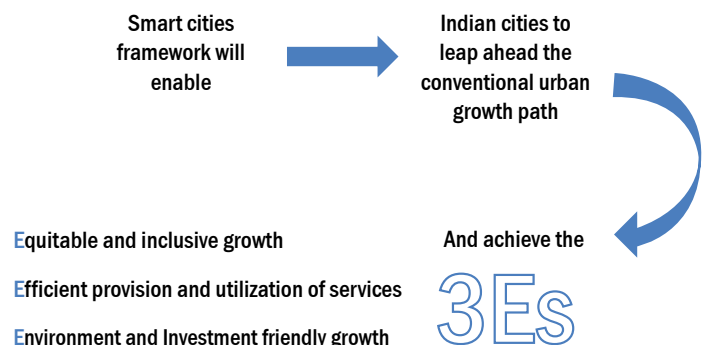 Smart cities
framework will
enable
Indian cities to
leap ahead the
conventional urban
growth path
And achieve the
3Es
Equitable and inclusive growth
Efficient provision and utilization of services
Environment and Investment friendly growth